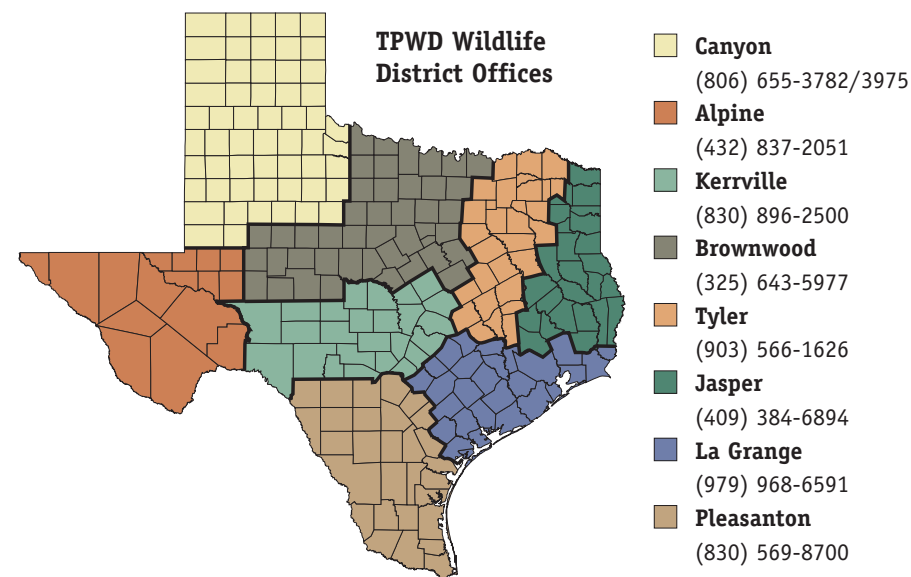 TPWD Wildlife
District Offices
Canyon
(806) 655-3782/3975
Alpine
(432) 837-2051
Kerrville
(830) 896-2500
Brownwood
(325) 643-5977
Tyler
(903) 566-1626
Jasper
(409) 384-6894
La Grange
(979) 968-6591
Pleasanton
(830) 569-8700